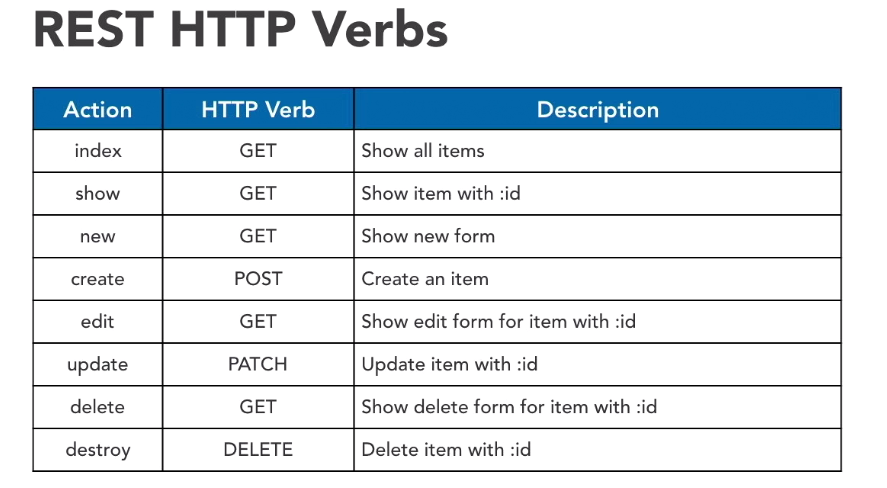 REST HTTP Verbs
Action HTTP Verb Description
index GET Show all items
show GET Show item with :id
new GET Show new form
create POST Create an item
edit GET Show edit form for item with :id
update PATCH Update item with :id
delete GET Show delete form for item with :id
destroy DELETE Delete item with :id